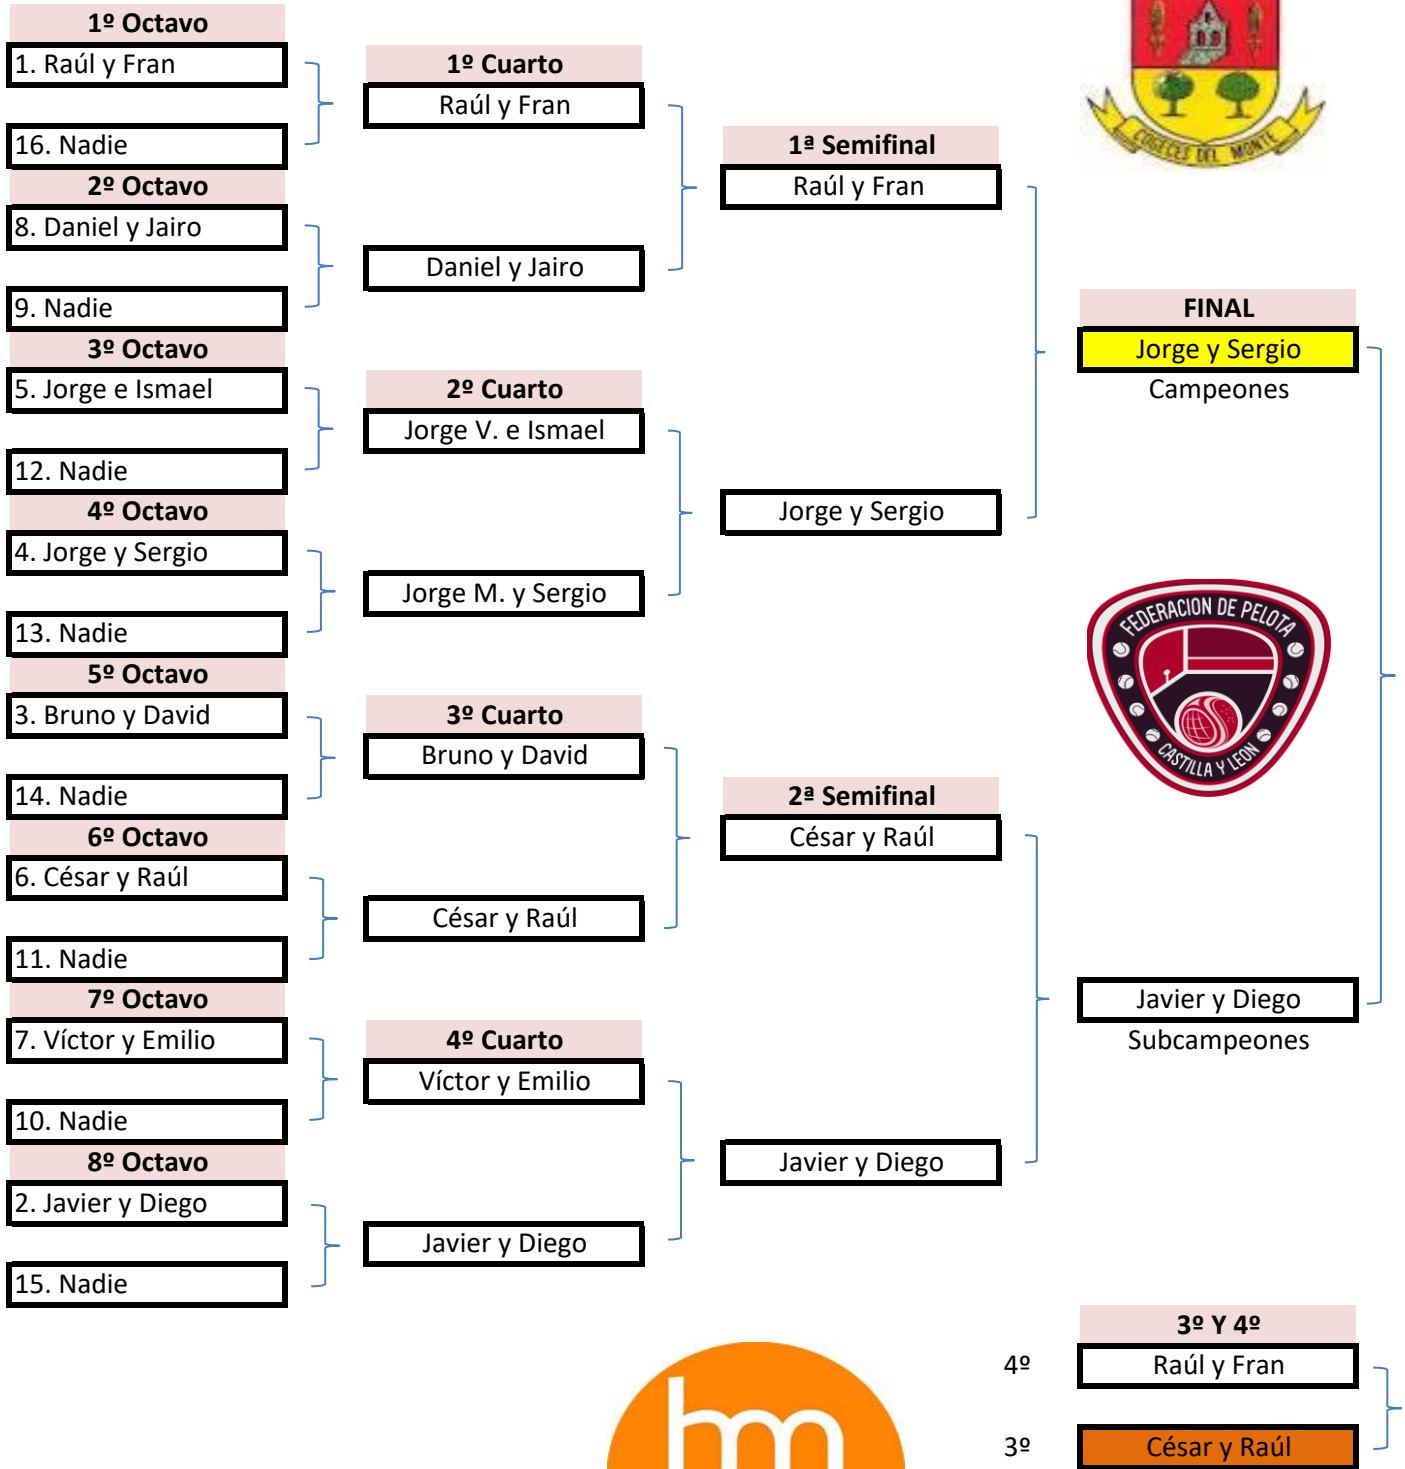 1º Octavo
1. Raúl y Fran
16. Nadie
2º Octavo
8. Daniel y Jairo
9. Nadie
3º Octavo
5. Jorge e Ismael
12. Nadie
4º Octavo
4. Jorge y Sergio
13. Nadie
5º Octavo
3. Bruno y David
14. Nadie
6º Octavo
6. César y Raúl
11. Nadie
7º Octavo
7. Víctor y Emilio
10. Nadie
8º Octavo
2. Javier y Diego
15. Nadie
1º Cuarto
Raúl y Fran
Daniel y Jairo
2º Cuarto
Jorge V. e Ismael
Jorge M. y Sergio
3º Cuarto
Bruno y David
César y Raúl
4º Cuarto
Víctor y Emilio
Javier y Diego
1ª Semifinal
Raúl y Fran
Jorge y Sergio
2ª Semifinal
César y Raúl
Javier y Diego
COGECES DEL MONTE
FINAL
Jorge y Sergio
Campeones
FEDERACION DE PELOTA
CASTILLA Y LEON
Javier y Diego
Subcampeones
3º Y 4º
4º Raúl y Fran
3º César y Raúl
hm